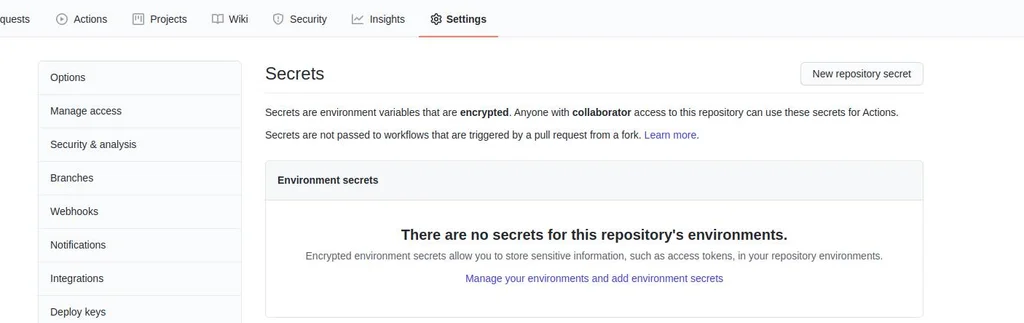 quests Actions Projects Wiki Security Insights Settings
Options
Manage access
Security & analysis
Branches
Webhooks
Notifications
Integrations
Deploy keys
Secrets
New repository secret
Secrets are environment variables that are encrypted. Anyone with collaborator access to this repository can use these secrets for Actions.
Secrets are not passed to workflows that are triggered by a pull request from a fork. Learn more.
Environment secrets
There are no secrets for this repository's environments.
Encrypted environment secrets allow you to store sensitive information, such as access tokens, in your repository environments.
Manage your environments and add environment secrets